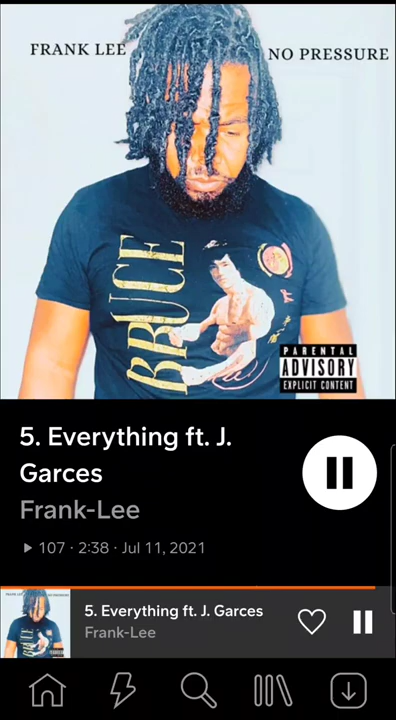 FRANK LEE
NO PRESSURE
BRUCE
PARENTAL
ADVISORY
EXPLICIT CONTENT
5. Everything ft. J.
Garces
Frank-Lee
107 · 2:38 · Jul 11, 2021
5. Everything ft. J. Garces
Frank-Lee